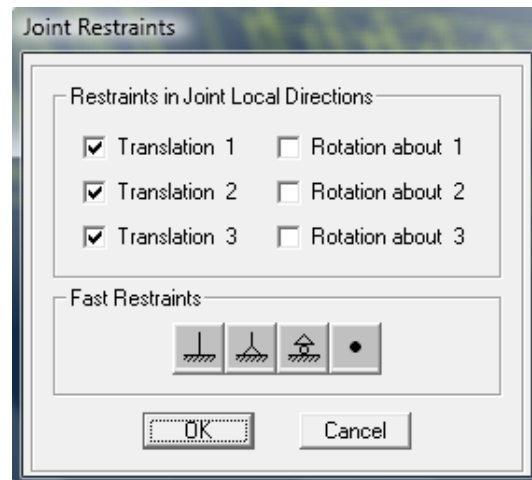 Joint Restraints
Restraints in Joint Local Directions
Translation 1 Rotation about 1
Translation 2 Rotation about 2
Translation 3 Rotation about 3
Fast Restraints
OK Cancel